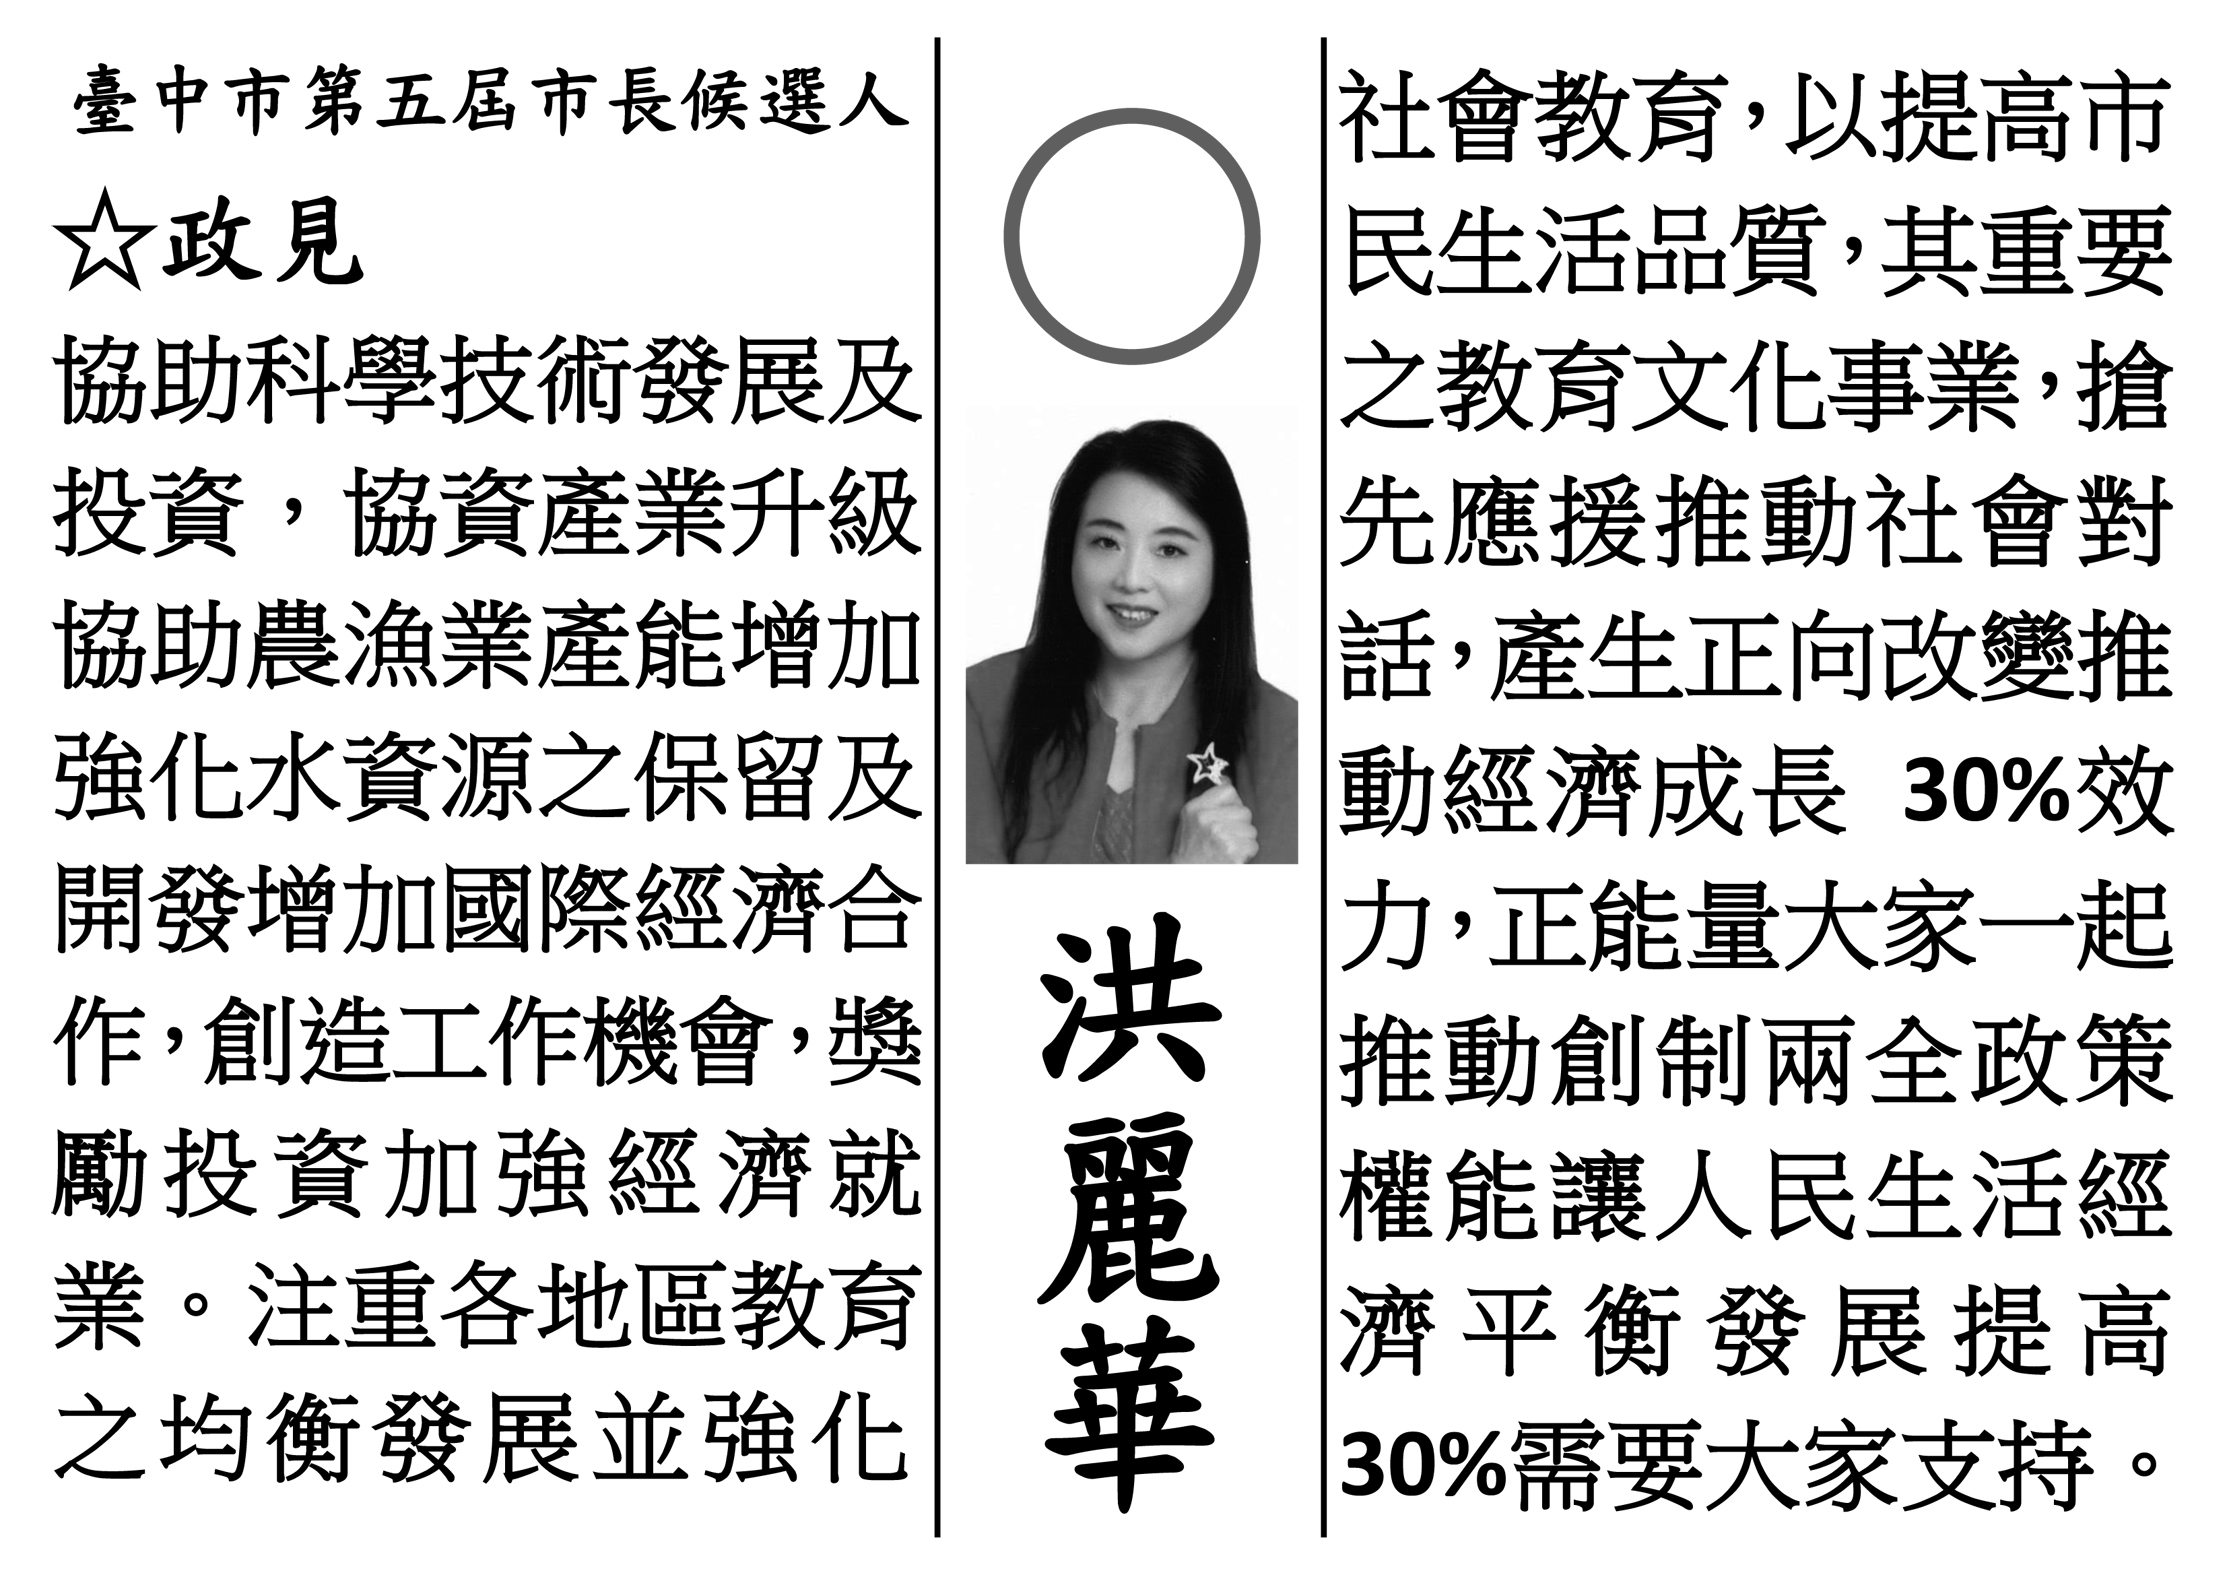 臺中市第五屆市長候選人
☆政見
協助科學技術發展及
投資，協資產業升級
協助農漁業產能增加
強化水資源之保留及
開發增加國際經濟合
作，創造工作機會，獎
勵投資加強經濟就
業。注重各地區教育
之均衡發展並強化
洪麗華
社會教育，以提高市
民生活品質，其重要
之教育文化事業，搶
先應援推動社會對
話，產生正向改變推
動經濟成長 30%效
力，正能量大家一起
推動創制兩全政策
權能讓人民生活經
濟平衡發展提高
30%需要大家支持。